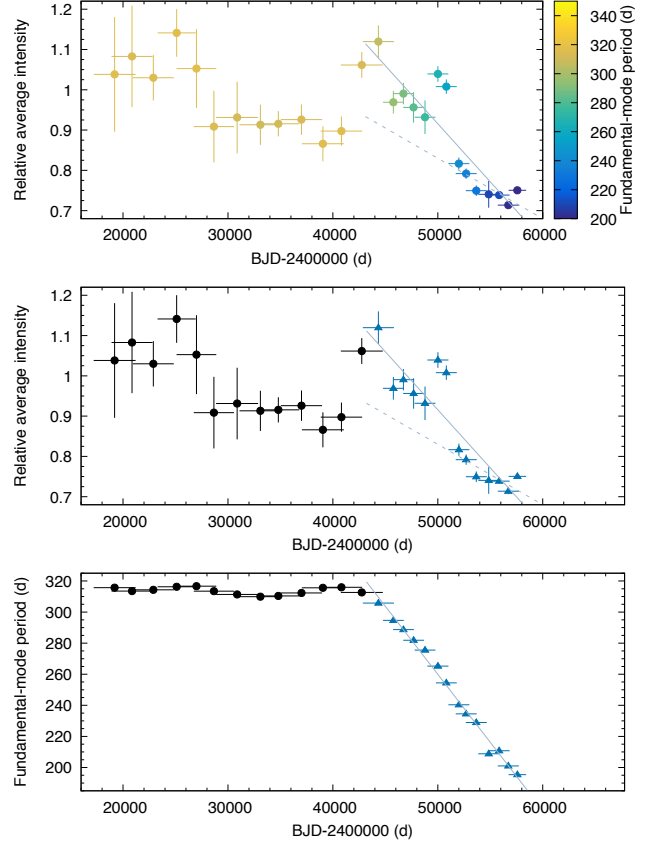 1.2
1.1
1
0.9
0.8
0.7
Relative average intensity
20000 30000 40000 50000 60000
BJD-2400000 (d)
340
320
300
280
260
240
220
200
Fundamental-mode period (d)
1.2
1.1
1
0.9
0.8
0.7
Relative average intensity
20000 30000 40000 50000 60000
BJD-2400000 (d)
320
300
280
260
240
220
200
Fundamental-mode period (d)
20000 30000 40000 50000 60000
BJD-2400000 (d)